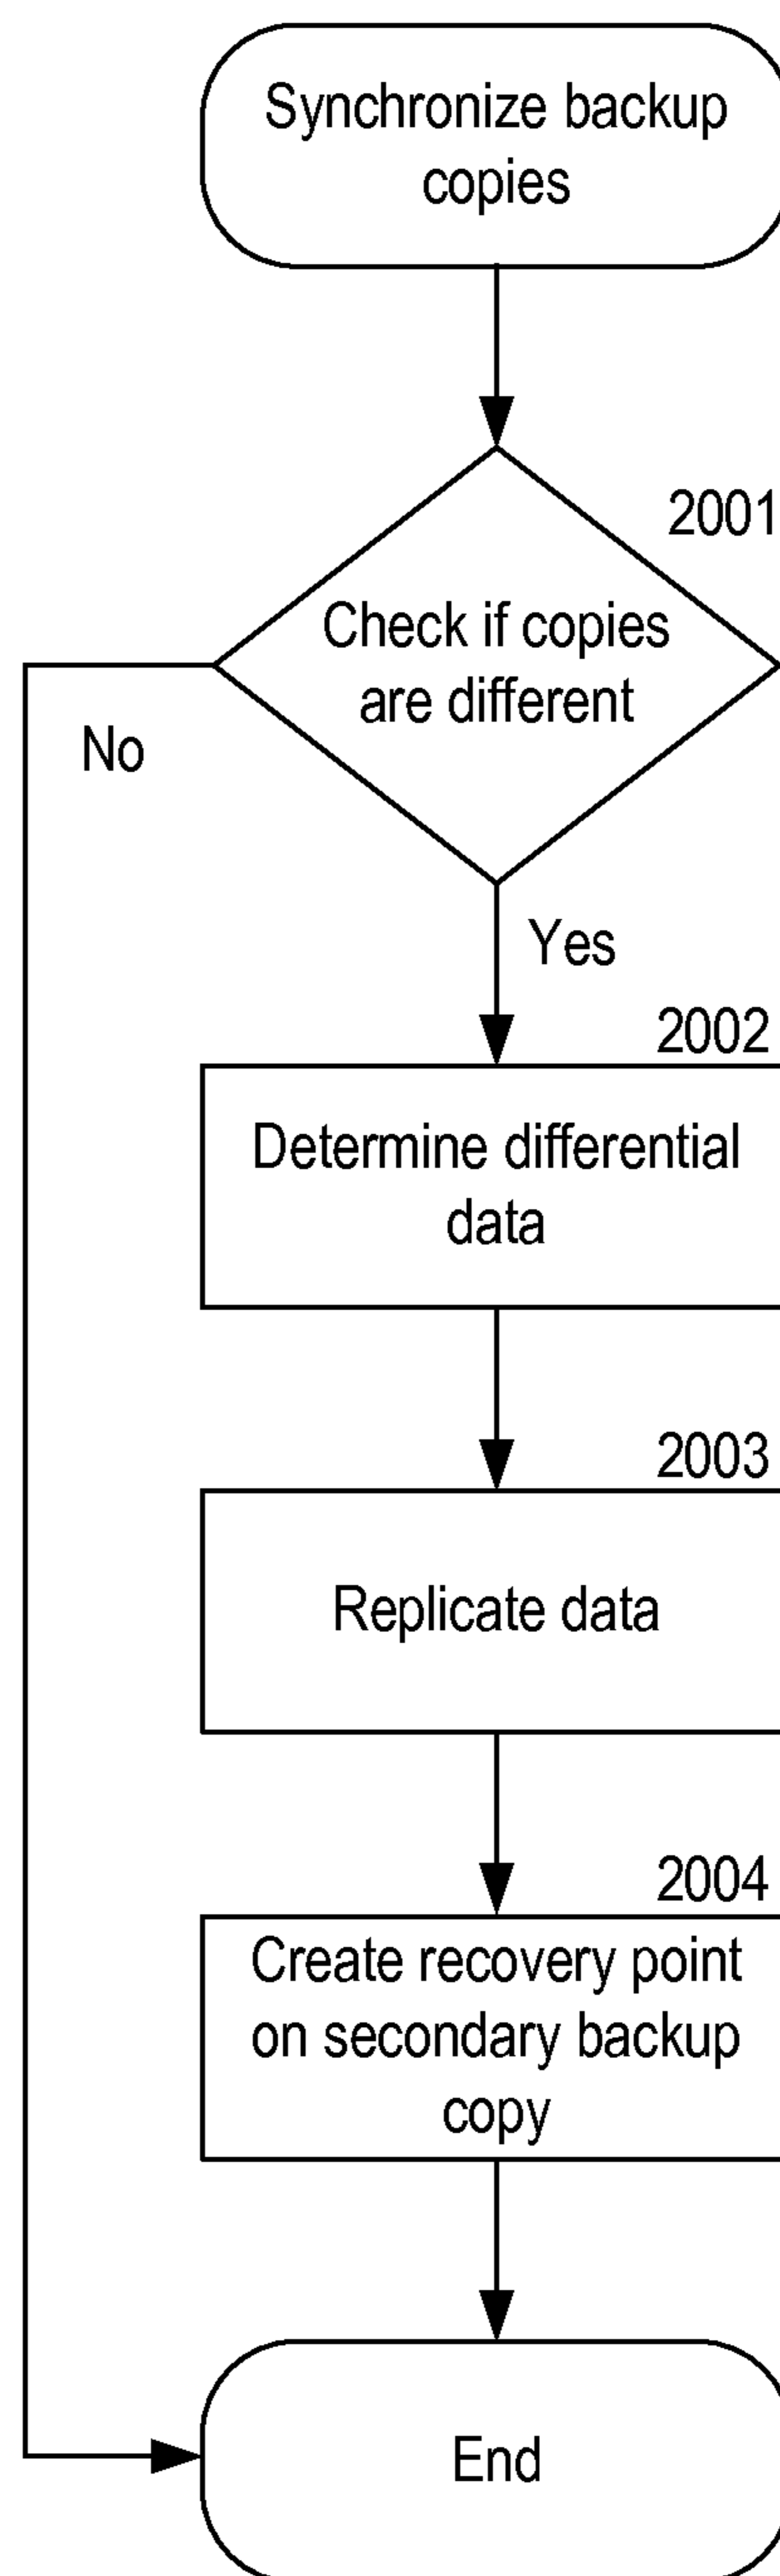 Synchronize backup
copies
2001
Check if copies
are different
No
Yes
2002
Determine differential
data
2003
Replicate data
2004
Create recovery point
on secondary backup
copy
End